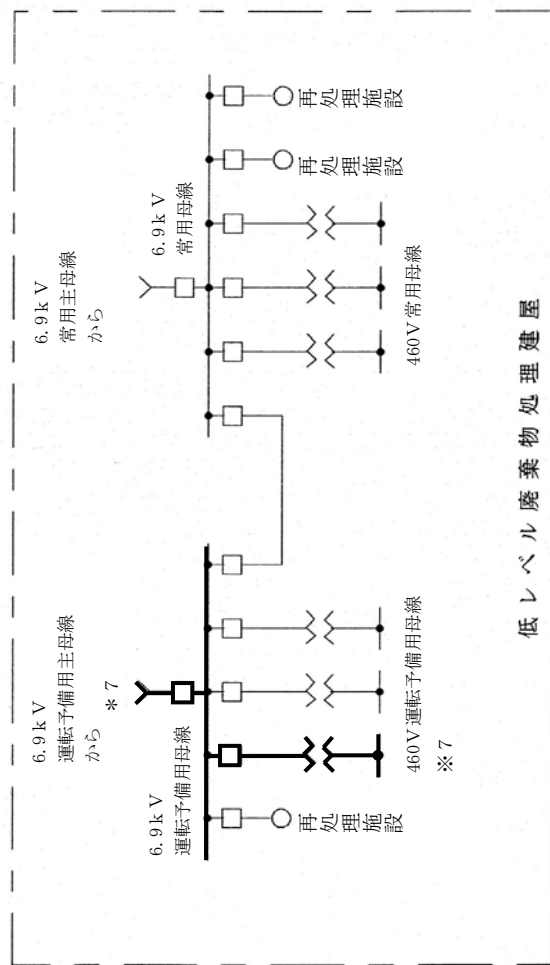 6.9kV
運転予備用主母線
から
*7
6.9kV
運転予備用母線
再処理施設
460V運転予備用母線
※7
6.9kV
常用主母線
から
6.9kV
常用母線
460V常用母線
再処理施設
再処理施設
低レベル廃棄物処理建屋